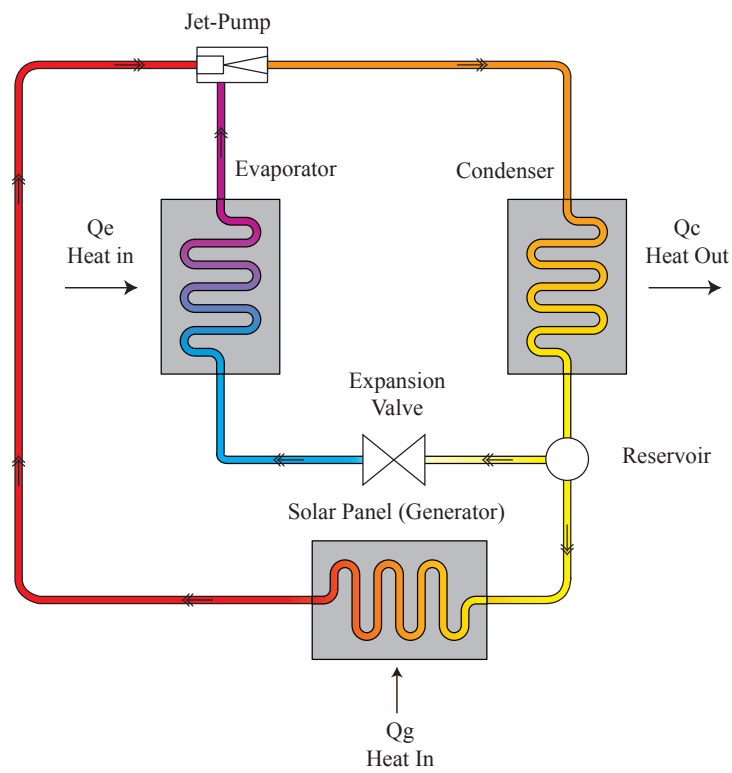 Jet-Pump
Evaporator
Condenser
Qe
Heat in
Qc
Heat Out
Expansion
Valve
Reservoir
Solar Panel (Generator)
Qg
Heat In